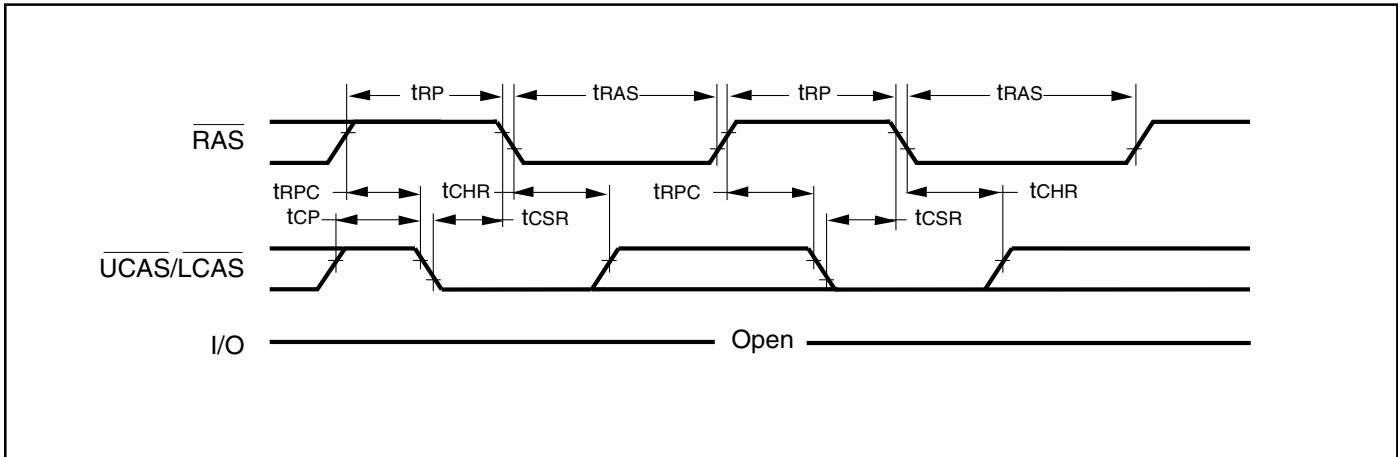 tRP tRAS tRP tRAS
RAS
tRPC tCHR tRPC tCHR
tCP tCSR tCSR
UCAS/LCAS
I/O Open